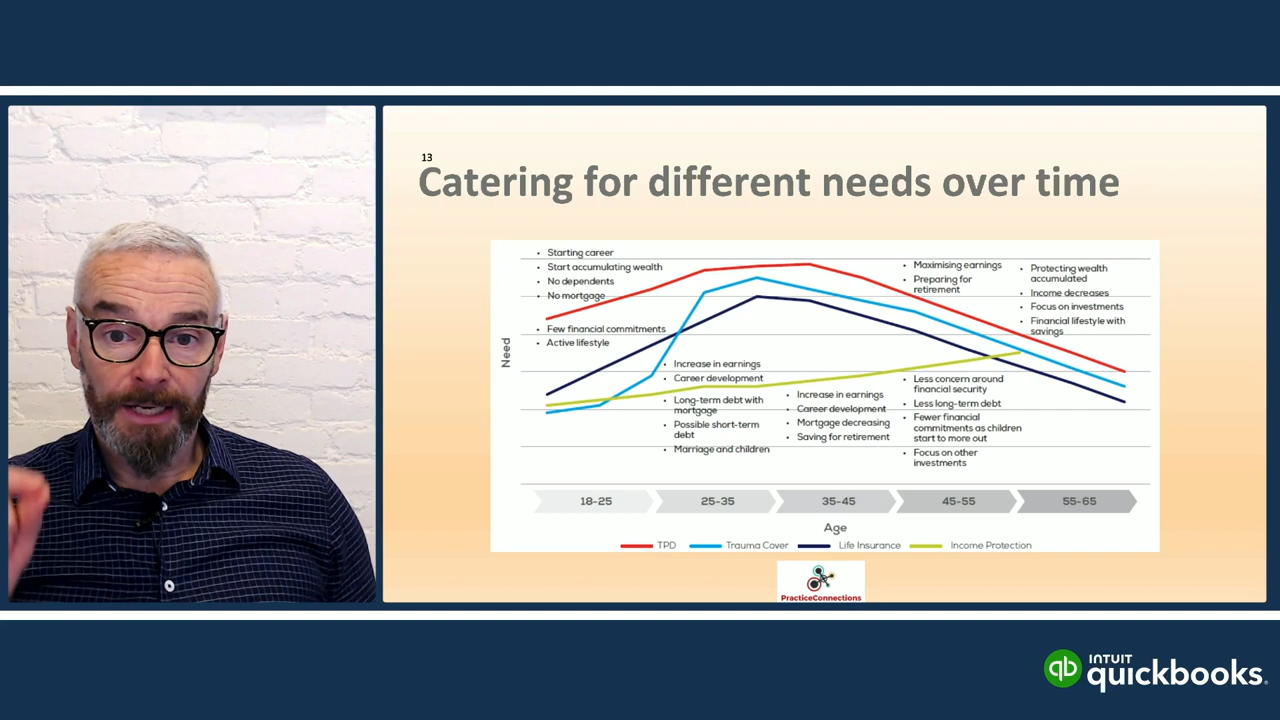 13
Catering for different needs over time
• Starting career
• Start accumulating wealth
• No dependents
• No mortgage
• Few financial commitments
• Active lifestyle
• Increase in earnings
• Career development
• Long-term debt with
mortgage
• Possible short-term
debt
• Marriage and children
• Increase in earnings
• Career development
• Mortgage decreasing
• Saving for retirement
• Maximising earnings
• Preparing for
retirement
• Less concern around
financial security
• Less long-term debt
• Fewer financial
commitments as children
start to more out
• Focus on other
investments
• Protecting wealth
accumulated
• Income decreases
• Focus on investments
• Financial lifestyle with
savings
Need
18-25
25-35
35-45
45-55
55-65
Age
TPD
Trauma Cover
Life Insurance
Income Protection
PracticeConnections
qb
INTUIT
quickbooks.